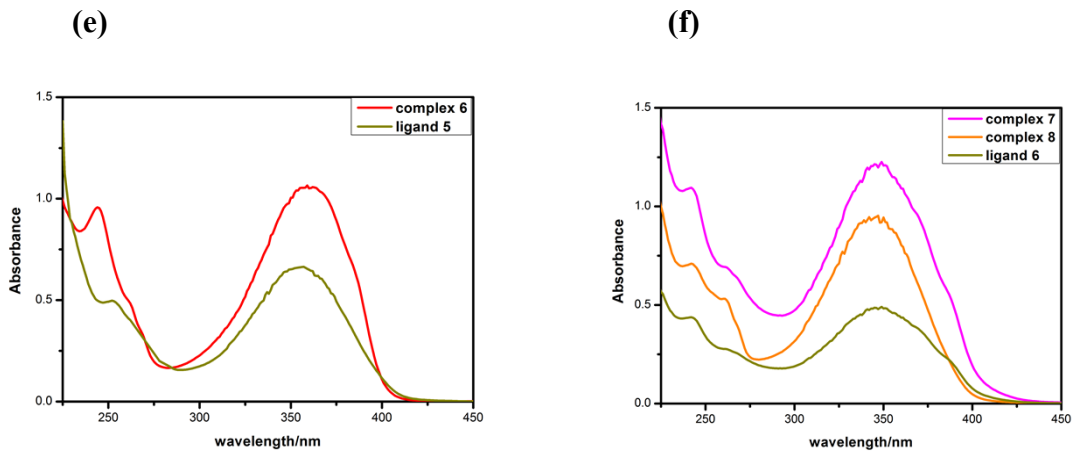 (e)
(f)
1.5
1.0
0.5
0.0
Absorbance
complex 6
ligand 5
250
300
350
400
450
wavelength/nm
1.5
1.0
0.5
0.0
Absorbance
complex 7
complex 8
ligand 6
250
300
350
400
450
wavelength/nm